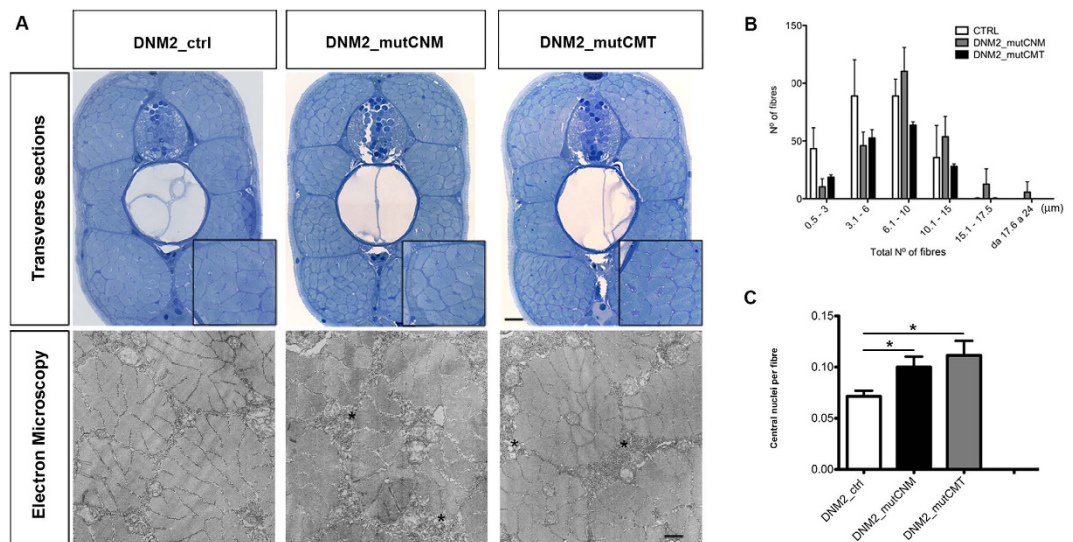 A
DNM2_ctrl
DNM2_mutCNM
DNM2_mutCMT
Transverse sections
Electron Microscopy
*
*
*
*
B
CTRL
DNM2_mutCNM
DNM2_mutCMT
Nº of fibres
150
100
50
0
0.5 - 3
3.1 - 6
6.1 - 10
10.1 - 15
15.1 - 17.5
da 17.6 a 24
(µm)
Total Nº of fibres
C
*
*
Central nuclei per fibre
0.15
0.10
0.05
0.00
DNM2_ctrl
DNM2_mutCNM
DNM2_mutCMT